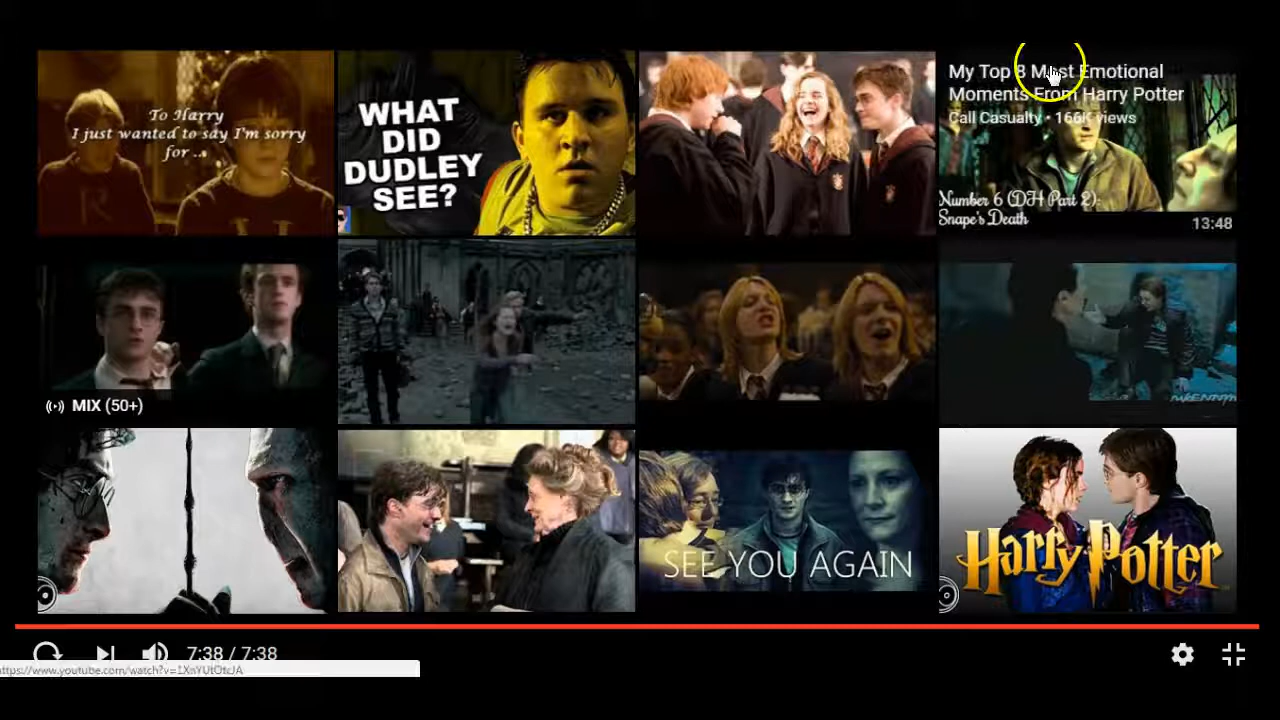 To Harry
I just wanted to say I'm sorry
for ...
WHAT
DID
DUDLEY
SEE?
My Top 8 Most Emotional
Moments From Harry Potter
Call Casualty • 166K views
Number 6 (DH Part 2):
Snape's Death
13:48
MIX (50+)
SEE YOU AGAIN
Harry Potter
7:38 / 7:38